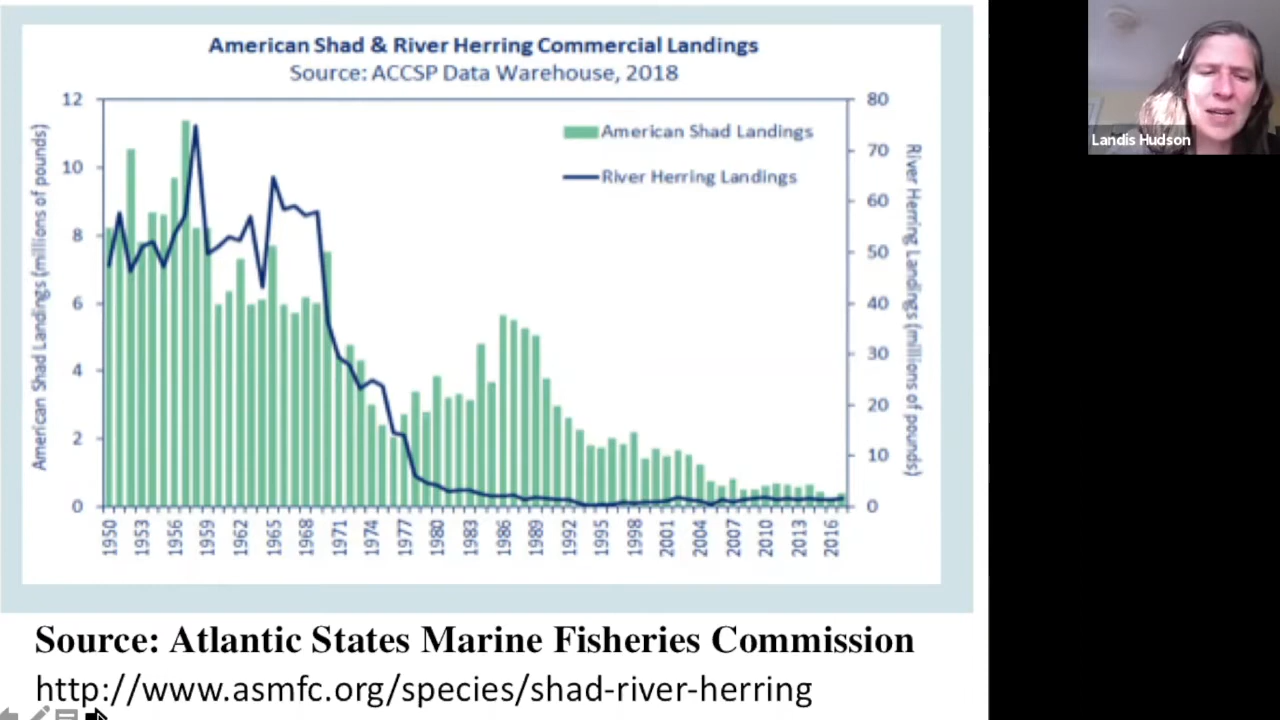 American Shad & River Herring Commercial Landings
Source: ACCSP Data Warehouse, 2018
American Shad Landings
River Herring Landings
American Shad Landings (millions of pounds)
12
10
8
6
4
2
0
80
70
60
50
40
30
20
10
0
River Herring Landings (millions of pounds)
1950 1953 1956 1959 1962 1965 1968 1971 1974 1977 1980 1983 1986 1989 1992 1995 1998 2001 2004 2007 2010 2013 2016
Source: Atlantic States Marine Fisheries Commission
http://www.asmfc.org/species/shad-river-herring
Landis Hudson